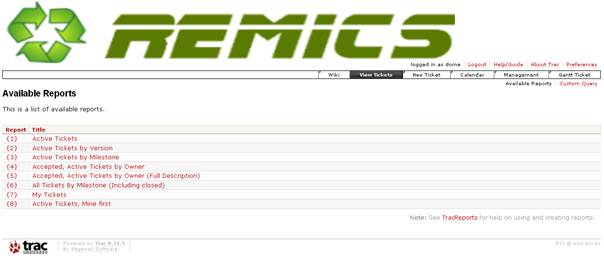 REMICS
logged in as dome Logout Help/Guide About Trac Preferences
Wiki View Tickets New Ticket Calendar Management Gantt Ticket
Available Reports Custom Query
Available Reports
This is a list of available reports.
Report Title
{1} Active Tickets
{2} Active Tickets by Version
{3} Active Tickets by Milestone
{4} Accepted, Active Tickets by Owner
{5} Accepted, Active Tickets by Owner (Full Description)
{6} All Tickets By Milestone (Including closed)
{7} My Tickets
{8} Active Tickets, Mine first
Note: See TracReports for help on using and creating reports.
trac Powered by Trac 0.11.5
By Edgewall Software.